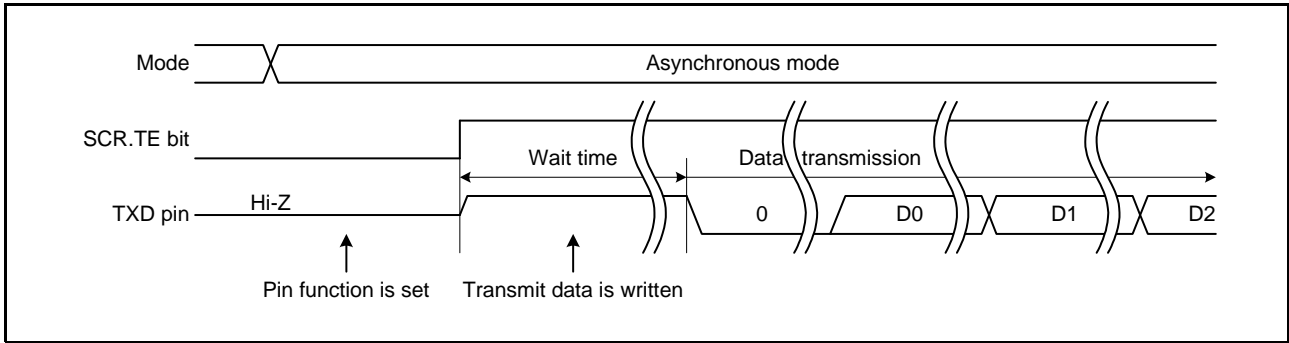 Mode
Asynchronous mode
SCR.TE bit
Wait time
Data transmission
TXD pin
Hi-Z
0
D0
D1
D2
Pin function is set
Transmit data is written